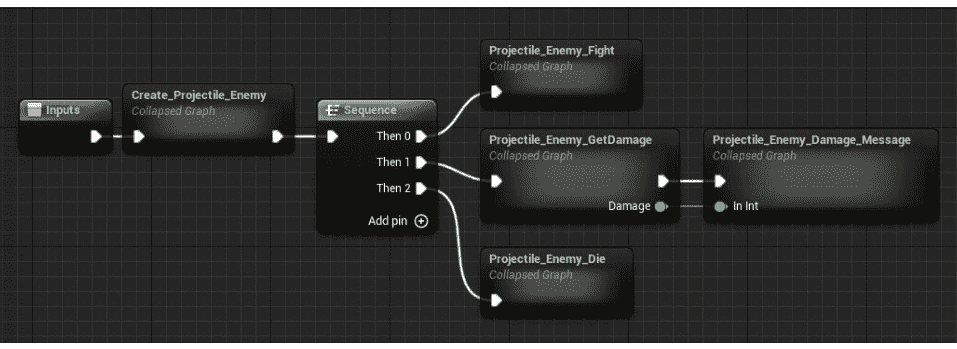 Inputs
Create_Projectile_Enemy
Collapsed Graph
Sequence
Then 0
Then 1
Then 2
Add pin
Projectile_Enemy_Fight
Collapsed Graph
Projectile_Enemy_GetDamage
Collapsed Graph
Damage
Projectile_Enemy_Damage_Message
Collapsed Graph
In Int
Projectile_Enemy_Die
Collapsed Graph